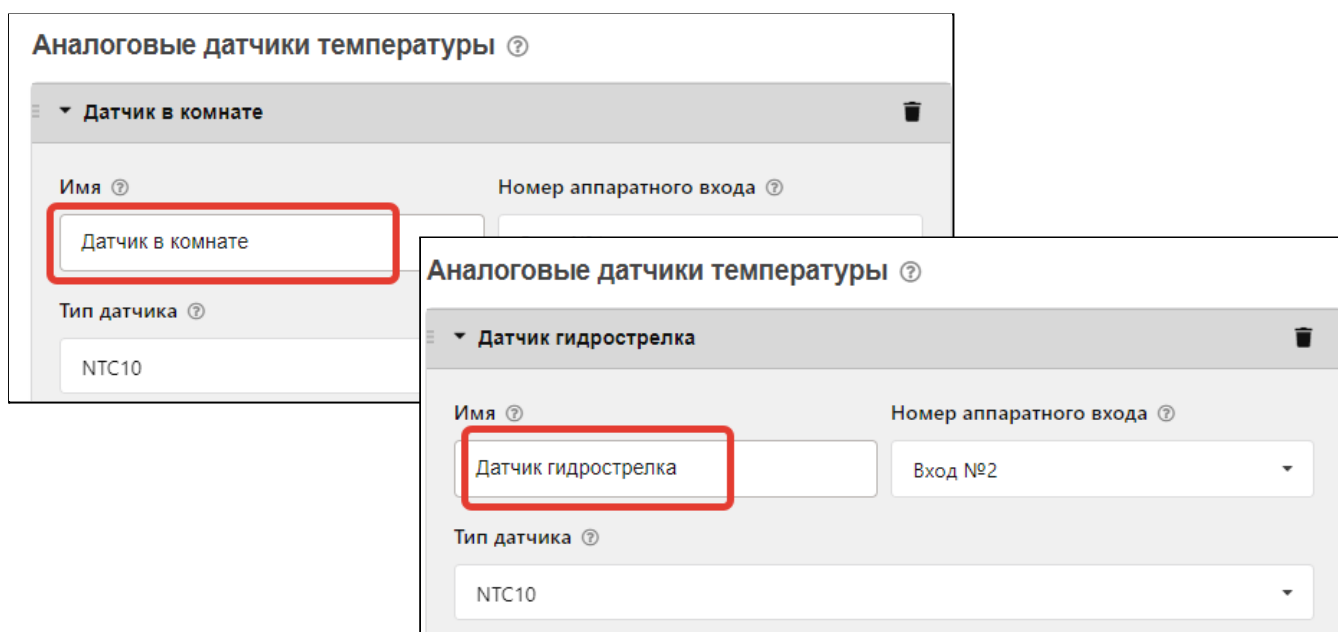 Аналоговые датчики температуры
Датчик в комнате
Имя
Номер аппаратного входа
Датчик в комнате
Тип датчика
NTC10
Аналоговые датчики температуры
Датчик гидрострелка
Имя
Номер аппаратного входа
Датчик гидрострелка
Вход №2
Тип датчика
NTC10